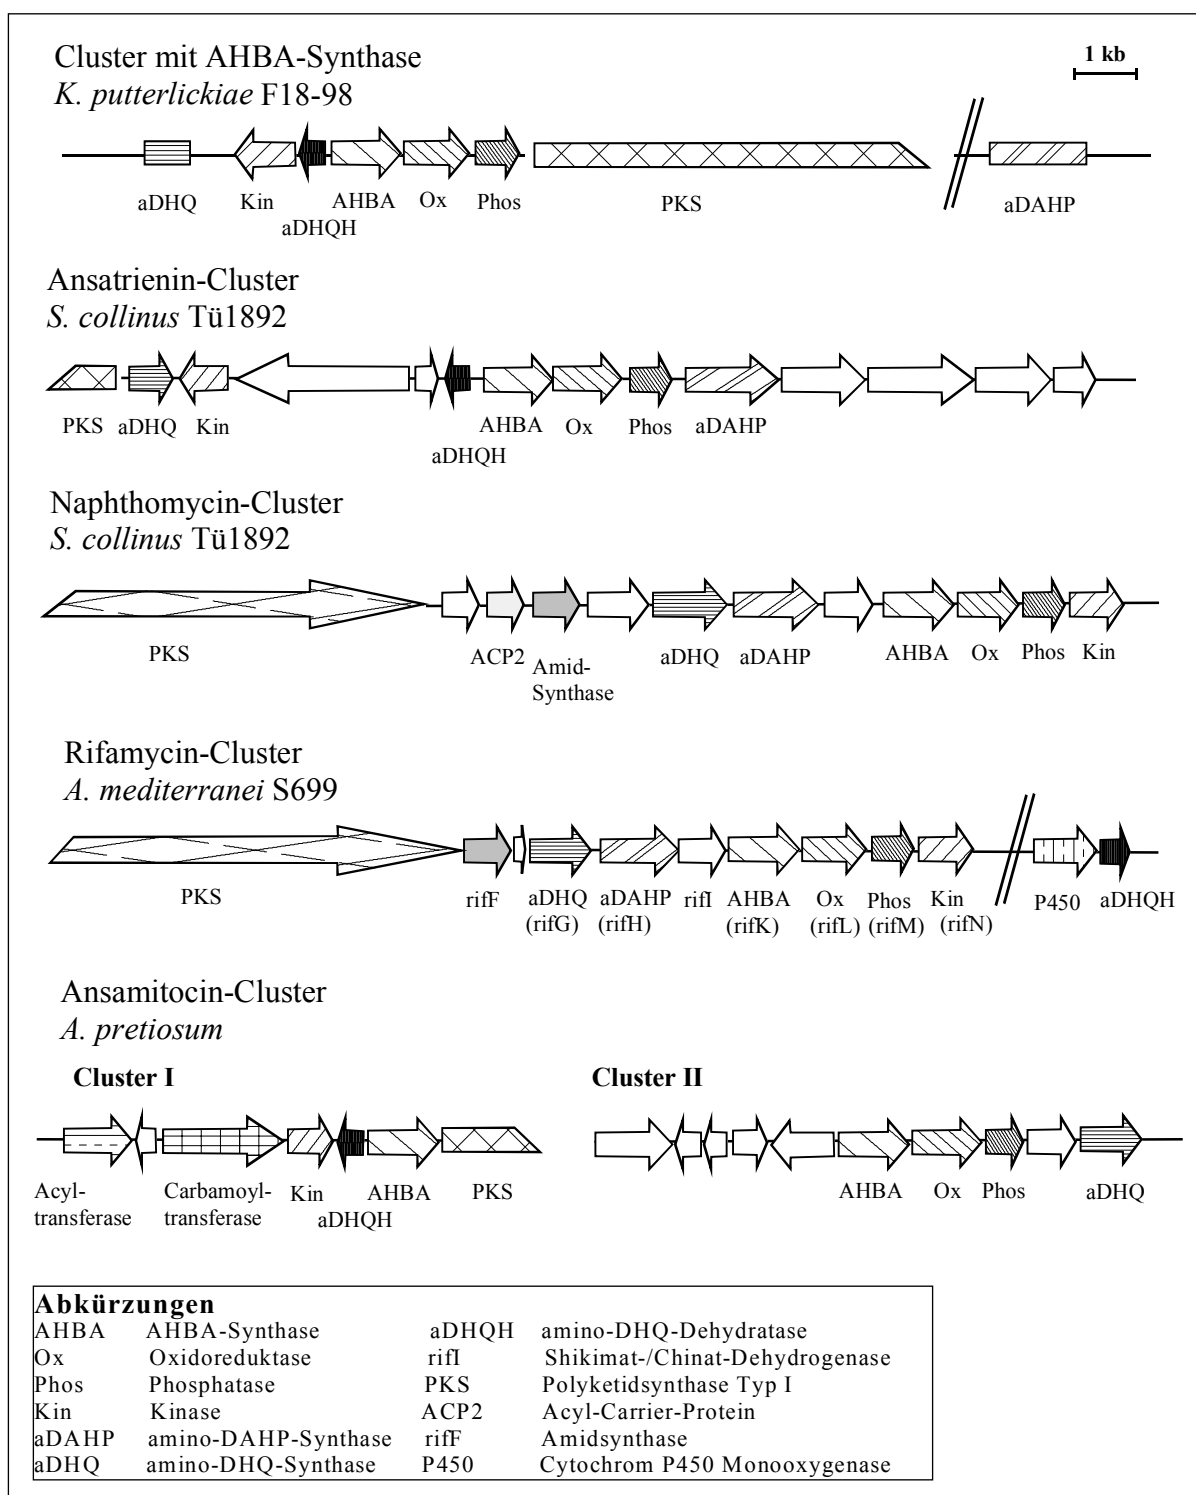 Cluster mit AHBA-Synthase
K. putterlickiae F18-98
1 kb
aDHQ Kin AHBA Ox Phos PKS aDAHP
aDHQH
Ansatrienin-Cluster
S. collinus Tü1892
PKS aDHQ Kin AHBA Ox Phos aDAHP
aDHQH
Naphthomycin-Cluster
S. collinus Tü1892
PKS ACP2 Amid- aDHQ aDAHP AHBA Ox Phos Kin
Synthase
Rifamycin-Cluster
A. mediterranei S699
PKS rifF aDHQ aDAHP rifI AHBA Ox Phos Kin P450 aDHQH
(rifG) (rifH) (rifK) (rifL) (rifM) (rifN)
Ansamitocin-Cluster
A. pretiosum
Cluster I
Cluster II
Acyl- Carbamoyl- Kin AHBA PKS AHBA Ox Phos aDHQ
transferase transferase aDHQH
Abkürzungen
AHBA AHBA-Synthase aDHQH amino-DHQ-Dehydratase
Ox Oxidoreduktase rifI Shikimat-/Chinat-Dehydrogenase
Phos Phosphatase PKS Polyketidsynthase Typ I
Kin Kinase ACP2 Acyl-Carrier-Protein
aDAHP amino-DAHP-Synthase rifF Amidsynthase
aDHQ amino-DHQ-Synthase P450 Cytochrom P450 Monooxygenase